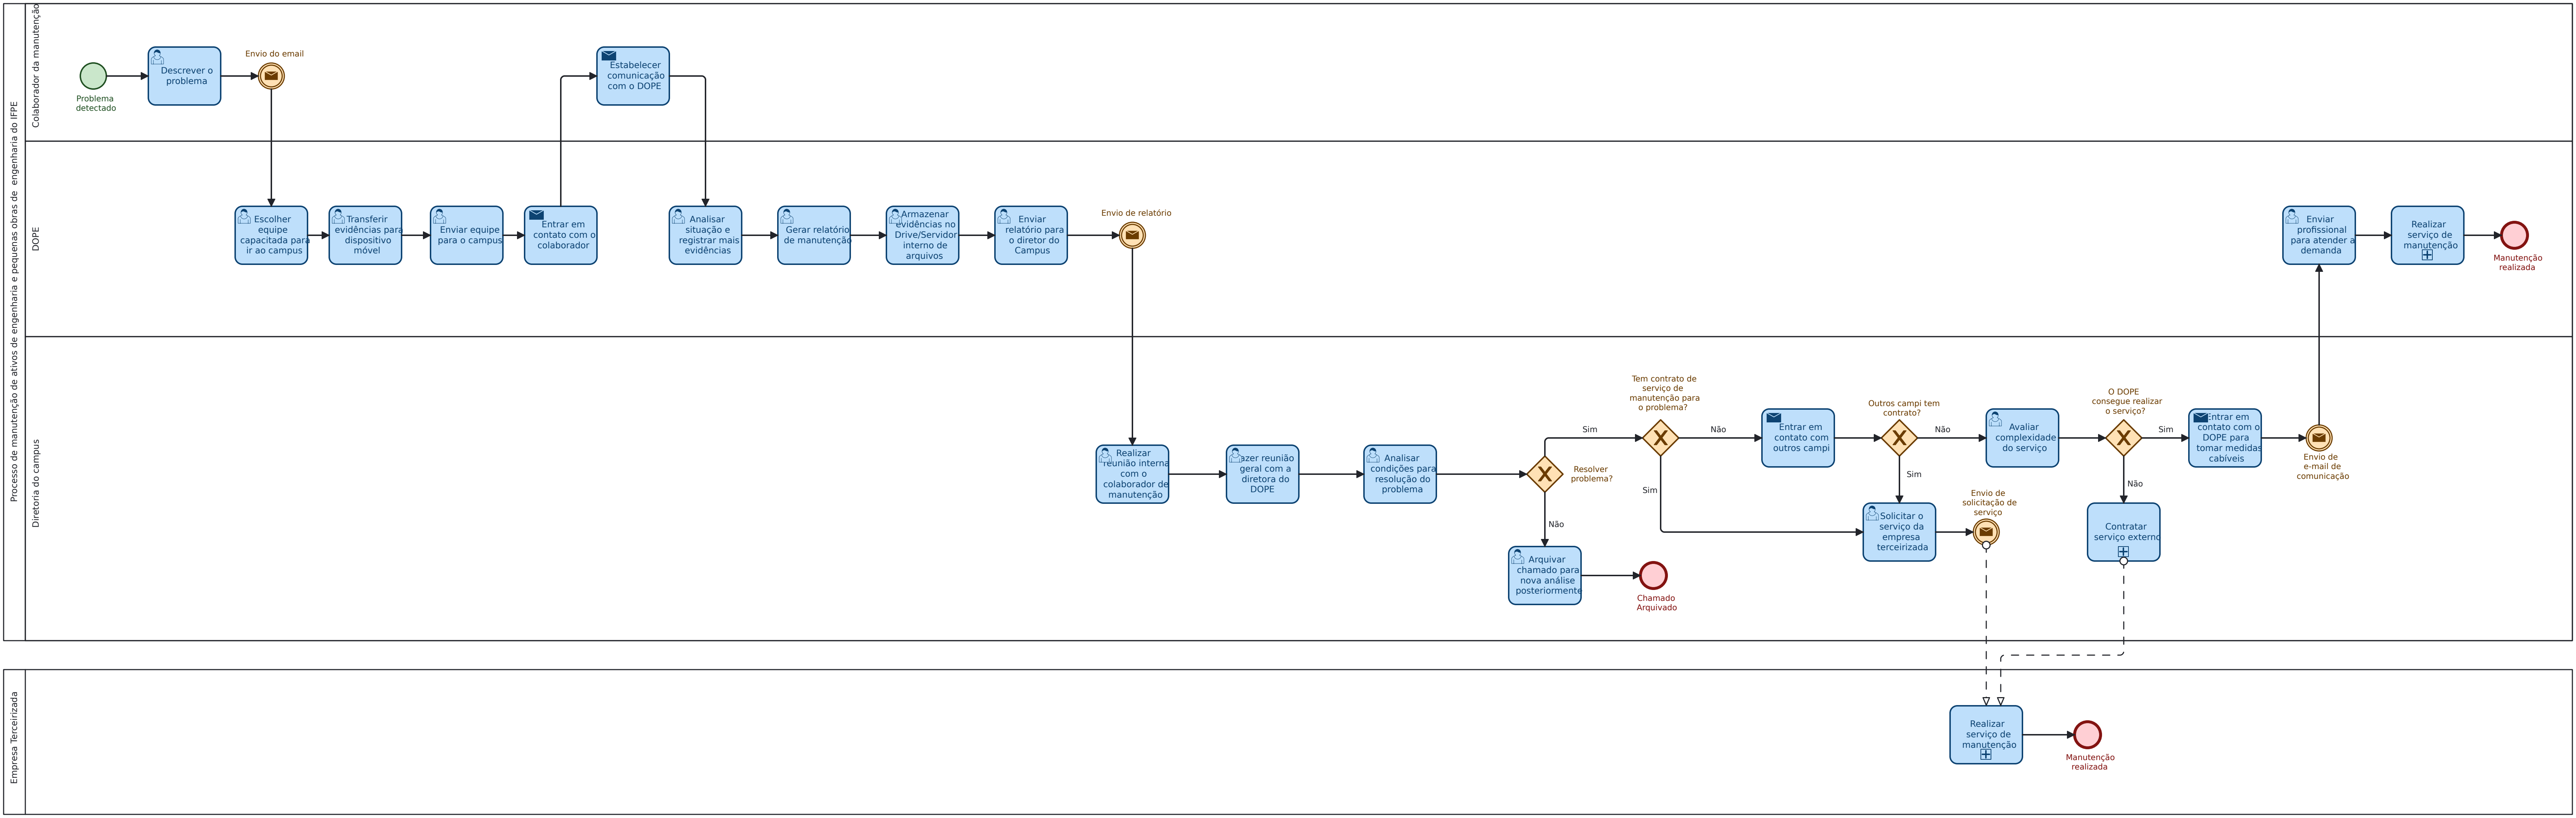 Processo de manutenção de ativos de engenharia e pequenas obras de engenharia do IFPE
Colaborador da manutenção
Problema
detectado
Descrever o
problema
Envio do email
Estabelecer
comunicação
com o DOPE
DOPE
Escolher
equipe
capacitada para
ir ao campus
Transferir
evidências para
dispositivo
móvel
Enviar equipe
para o campus
Entrar em
contato com o
colaborador
Analisar
situação e
registrar mais
evidências
Gerar relatório
de manutenção
Armazenar
evidências no
Drive/Servidor
interno de
arquivos
Enviar
relatório para
o diretor do
Campus
Envio de relatório
Enviar
profissional
para atender a
demanda
Realizar
serviço de
manutenção
Manutenção
realizada
Diretoria do campus
Realizar
reunião interna
com o
colaborador de
manutenção
Fazer reunião
geral com a
diretora do
DOPE
Analisar
condições para
resolução do
problema
Resolver
problema?
Sim
Não
Arquivar
chamado para
nova análise
posteriormente
Chamado
Arquivado
Tem contrato de
serviço de
manutenção para
o problema?
Não
Sim
Entrar em
contato com
outros campi
Outros campi tem
contrato?
Não
Sim
Solicitar o
serviço da
empresa
terceirizada
Envio de
solicitação de
serviço
Avaliar
complexidade
do serviço
O DOPE
consegue realizar
o serviço?
Sim
Não
Contratar
serviço externo
Entrar em
contato com o
DOPE para
tomar medidas
cabíveis
Envio de
e-mail de
comunicação
Empresa Terceirizada
Realizar
serviço de
manutenção
Manutenção
realizada